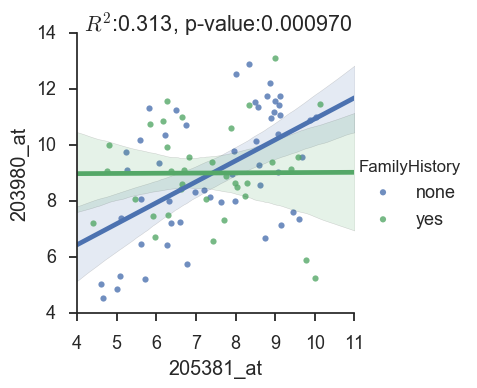 R²:0.313, p-value:0.000970
14
12
10
8
6
4
203980_at
4 5 6 7 8 9 10 11
205381_at
FamilyHistory
none
yes